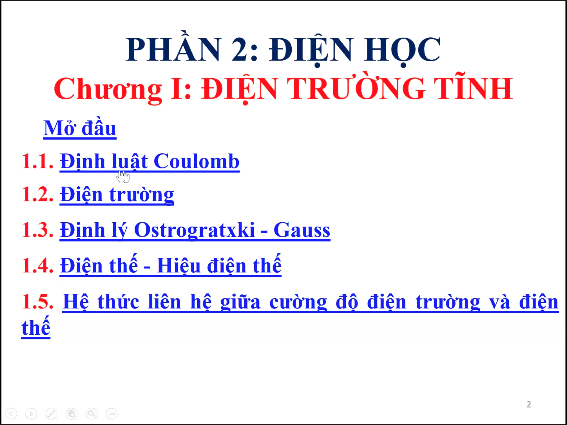 PHẦN 2: ĐIỆN HỌC
Chương I: ĐIỆN TRƯỜNG TĨNH
Mở đầu
1.1. Định luật Coulomb
1.2. Điện trường
1.3. Định lý Ostrogratxki - Gauss
1.4. Điện thế - Hiệu điện thế
1.5. Hệ thức liên hệ giữa cường độ điện trường và điện
thế
2